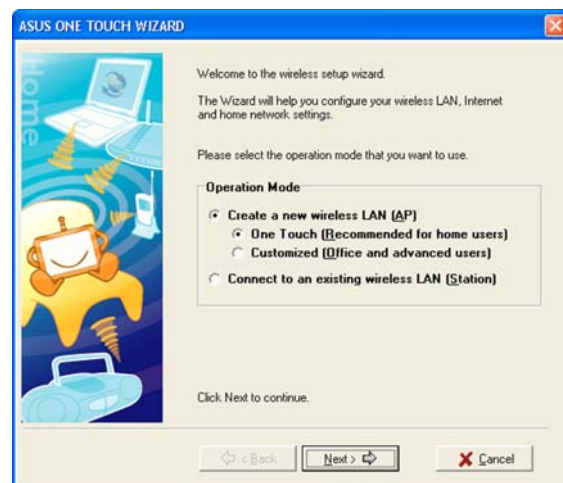 ASUS ONE TOUCH WIZARD
Home
Welcome to the wireless setup wizard.
The Wizard will help you configure your wireless LAN, Internet
and home network settings.
Please select the operation mode that you want to use.
Operation Mode
Create a new wireless LAN (AP)
One Touch (Recommended for home users)
Customized (Office and advanced users)
Connect to an existing wireless LAN (Station)
Click Next to continue.
< Back
Next >
Cancel